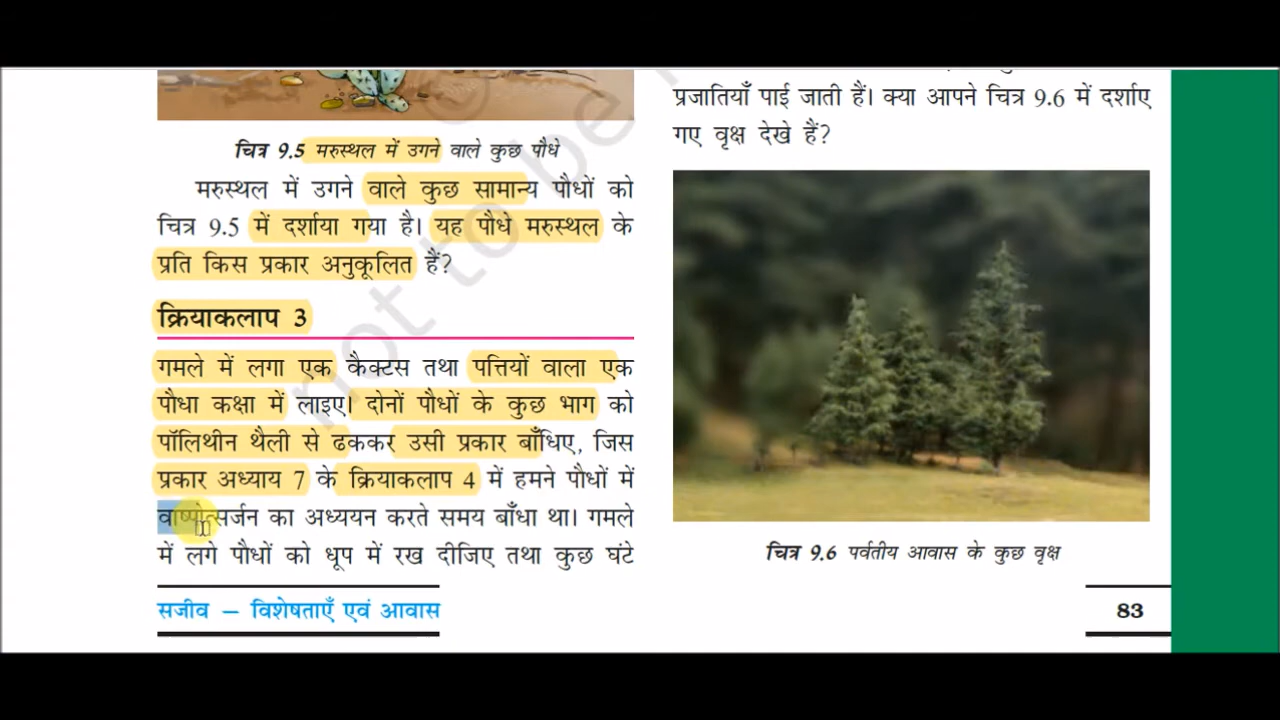 चित्र 9.5 मरुस्थल में उगने वाले कुछ पौधे
मरुस्थल में उगने वाले कुछ सामान्य पौधों को
चित्र 9.5 में दर्शाया गया है। यह पौधे मरुस्थल के
प्रति किस प्रकार अनुकूलित हैं?
क्रियाकलाप 3
गमले में लगा एक कैक्टस तथा पत्तियों वाला एक
पौधा कक्षा में लाइए। दोनों पौधों के कुछ भाग को
पॉलिथीन थैली से ढककर उसी प्रकार बाँधिए, जिस
प्रकार अध्याय 7 के क्रियाकलाप 4 में हमने पौधों में
वाष्पोत्सर्जन का अध्ययन करते समय बाँधा था। गमले
में लगे पौधों को धूप में रख दीजिए तथा कुछ घंटे
सजीव – विशेषताएँ एवं आवास
प्रजातियाँ पाई जाती हैं। क्या आपने चित्र 9.6 में दर्शाए
गए वृक्ष देखे हैं?
चित्र 9.6 पर्वतीय आवास के कुछ वृक्ष
83
not to be